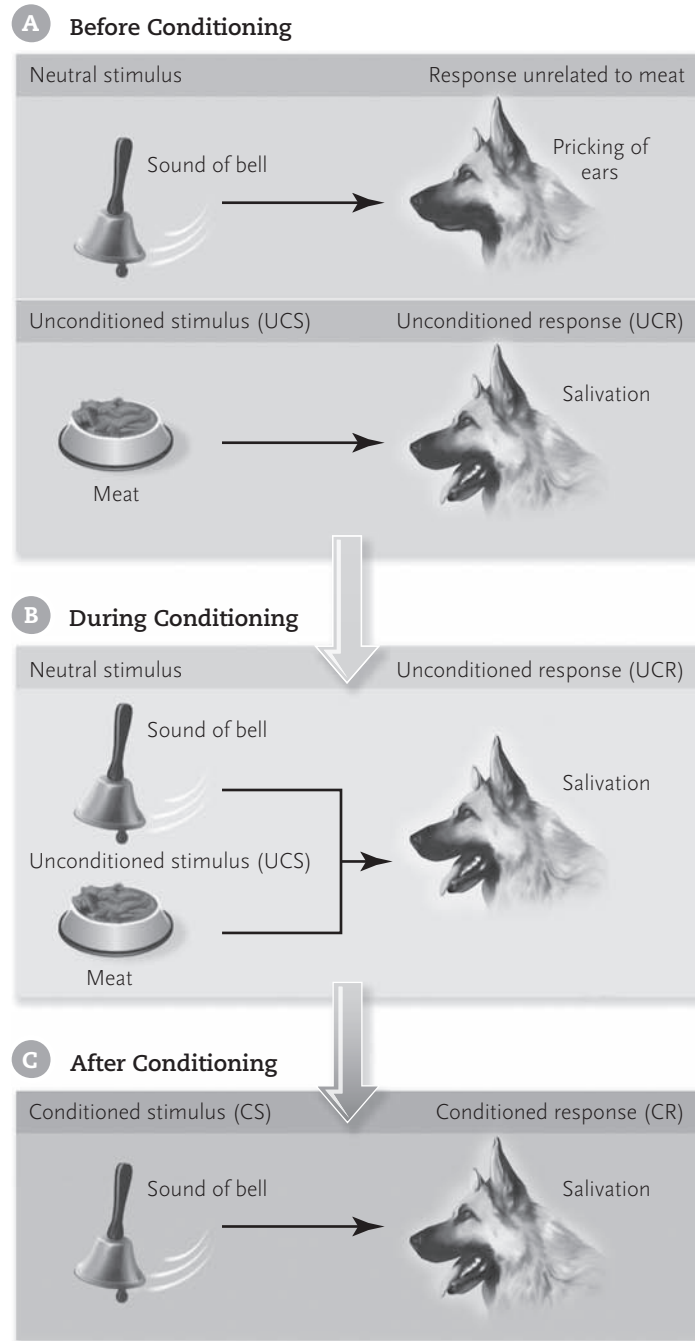 A Before Conditioning
Neutral stimulus Response unrelated to meat
Sound of bell
Pricking of
ears
Unconditioned stimulus (UCS) Unconditioned response (UCR)
Salivation
Meat
B During Conditioning
Neutral stimulus Unconditioned response (UCR)
Sound of bell
Salivation
Unconditioned stimulus (UCS)
Meat
C After Conditioning
Conditioned stimulus (CS) Conditioned response (CR)
Sound of bell Salivation